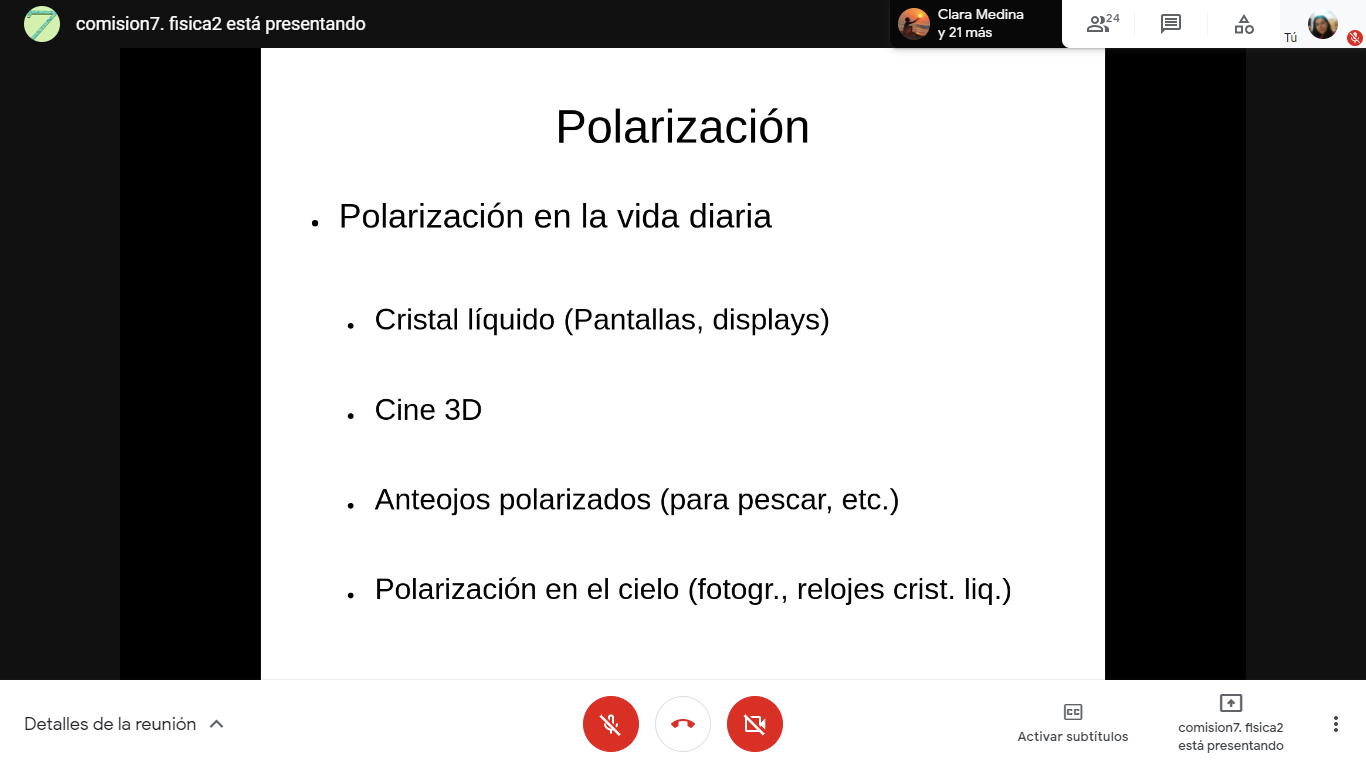 7
comision7. fisica2 está presentando
Clara Medina
y 21 más
24
Tú
Polarización
• Polarización en la vida diaria
• Cristal líquido (Pantallas, displays)
• Cine 3D
• Anteojos polarizados (para pescar, etc.)
• Polarización en el cielo (fotogr., relojes crist. liq.)
Detalles de la reunión
CC
Activar subtítulos
comision7. fisica2
está presentando